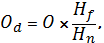 O_d = O × H_f / H_n,